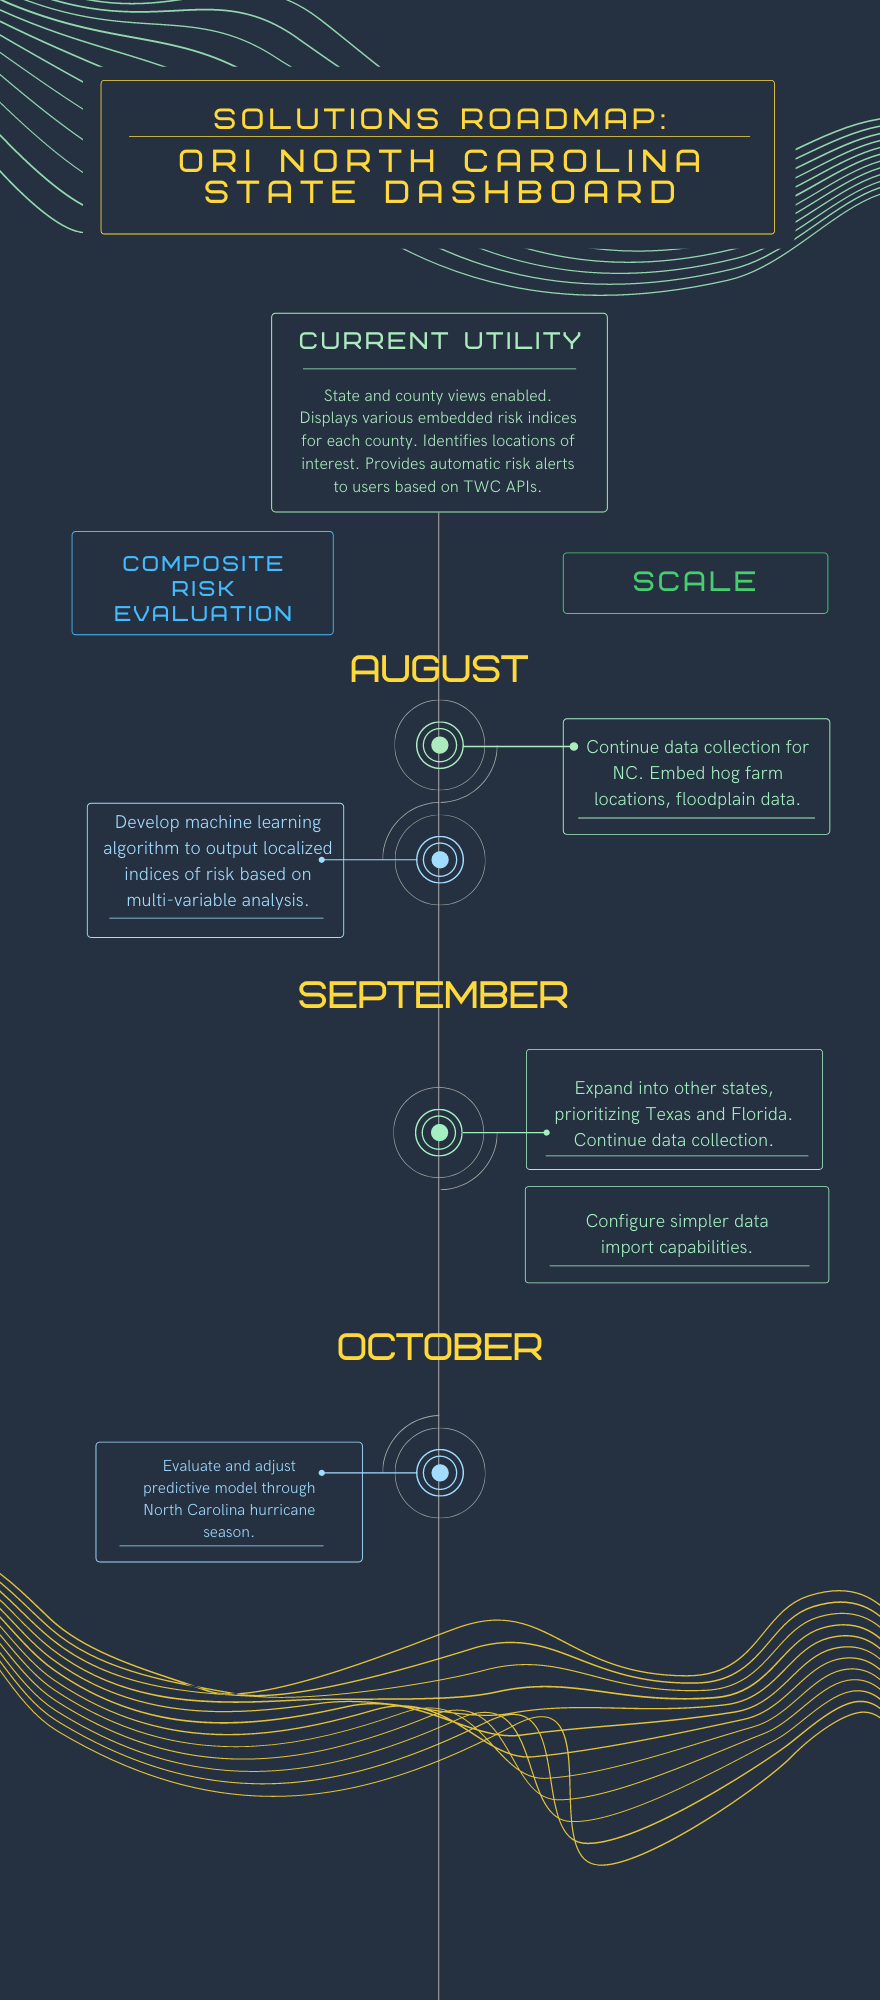 SOLUTIONS ROADMAP:
ORI NORTH CAROLINA
STATE DASHBOARD
CURRENT UTILITY
State and county views enabled.
Displays various embedded risk indices
for each county. Identifies locations of
interest. Provides automatic risk alerts
to users based on TWC APIs.
COMPOSITE
RISK
EVALUATION
SCALE
AUGUST
Continue data collection for
NC. Embed hog farm
locations, floodplain data.
Develop machine learning
algorithm to output localized
indices of risk based on
multi-variable analysis.
SEPTEMBER
Expand into other states,
prioritizing Texas and Florida.
Continue data collection.
Configure simpler data
import capabilities.
OCTOBER
Evaluate and adjust
predictive model through
North Carolina hurricane
season.